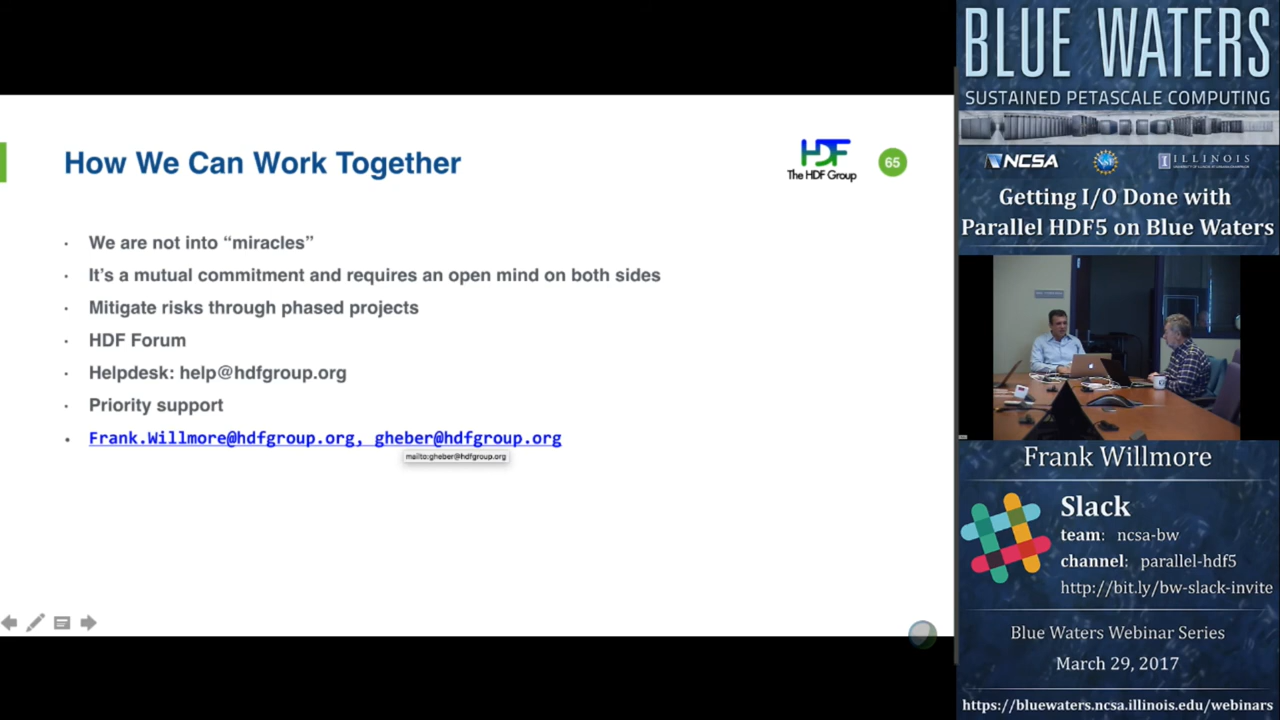 How We Can Work Together
HDF
The HDF Group
65
· We are not into “miracles”
· It’s a mutual commitment and requires an open mind on both sides
· Mitigate risks through phased projects
· HDF Forum
· Helpdesk: help@hdfgroup.org
· Priority support
· Frank.Willmore@hdfgroup.org, gheber@hdfgroup.org
mailto:gheber@hdfgroup.org
BLUE WATERS
SUSTAINED PETASCALE COMPUTING
NCSA
I ILLINOIS
Getting I/O Done with
Parallel HDF5 on Blue Waters
Frank Willmore
Slack
team: ncsa-bw
channel: parallel-hdf5
http://bit.ly/bw-slack-invite
Blue Waters Webinar Series
March 29, 2017
https://bluewaters.ncsa.illinois.edu/webinars